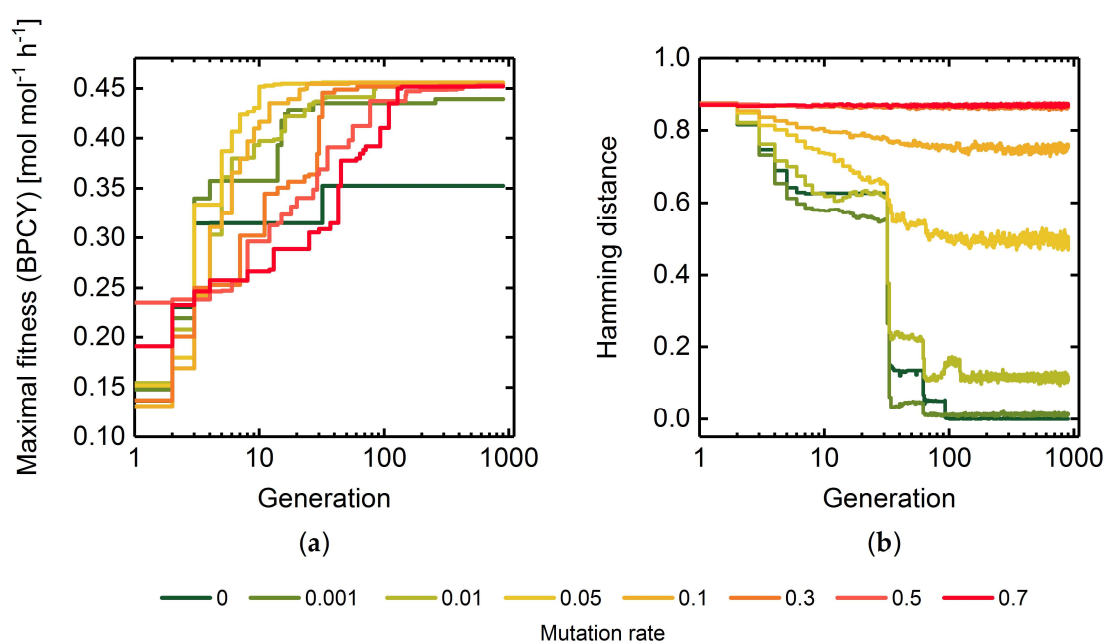 Maximal fitness (BPCY) [mol mol⁻¹ h⁻¹]
0.45
0.40
0.35
0.30
0.25
0.20
0.15
0.10
1 10 100 1000
Generation
(a)
Hamming distance
1.0
0.8
0.6
0.4
0.2
0.0
1 10 100 1000
Generation
(b)
0 0.001 0.01 0.05 0.1 0.3 0.5 0.7
Mutation rate